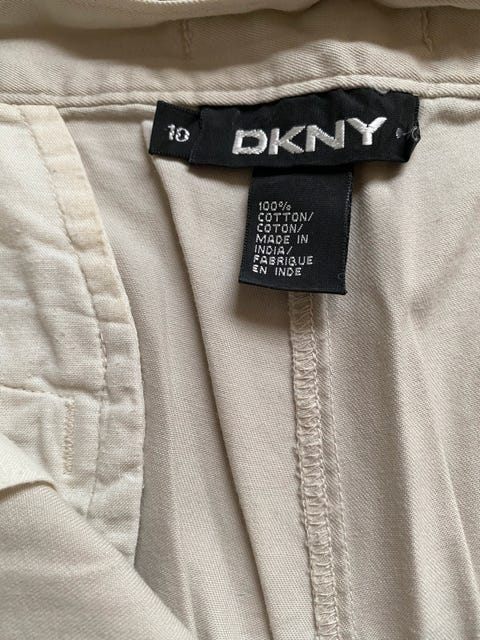 10
DKNY
100%
COTTON/
COTON/
MADE IN
INDIA/
FABRIQUE
EN INDE